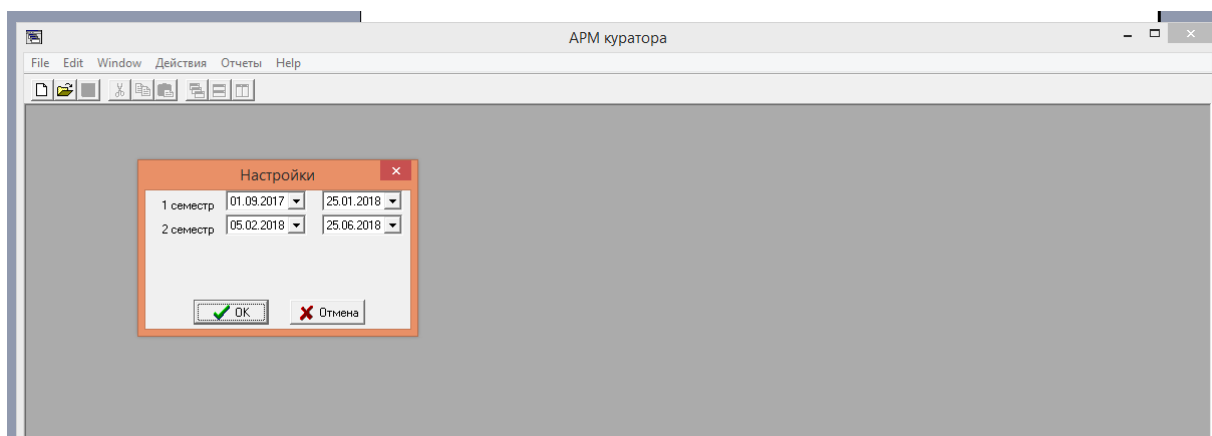 АРМ куратора
File Edit Window Действия Отчеты Help
Настройки
1 семестр 01.09.2017 25.01.2018
2 семестр 05.02.2018 25.06.2018
OK Отмена